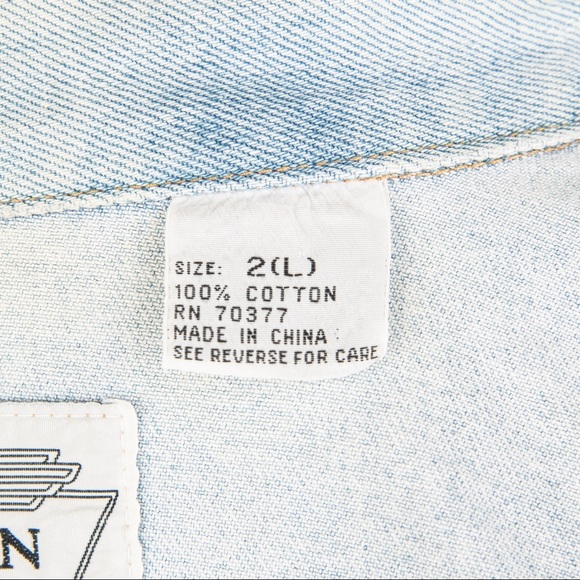 SIZE: 2(L)
100% COTTON
RN 70377
MADE IN CHINA
SEE REVERSE FOR CARE
N